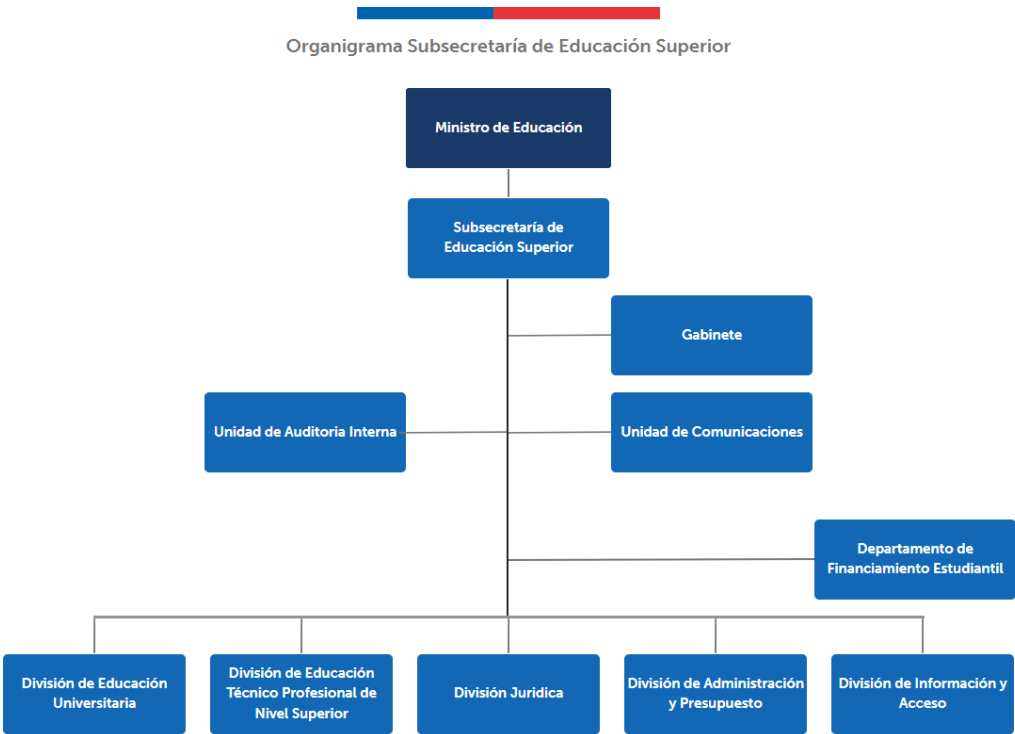 Organigrama Subsecretaría de Educación Superior
Ministro de Educación
Subsecretaría de
Educación Superior
Gabinete
Unidad de Auditoria Interna
Unidad de Comunicaciones
Departamento de
Financiamiento Estudiantil
División de Educación
Universitaria
División de Educación
Técnico Profesional de
Nivel Superior
División Juridica
División de Administración
y Presupuesto
División de Información y
Acceso